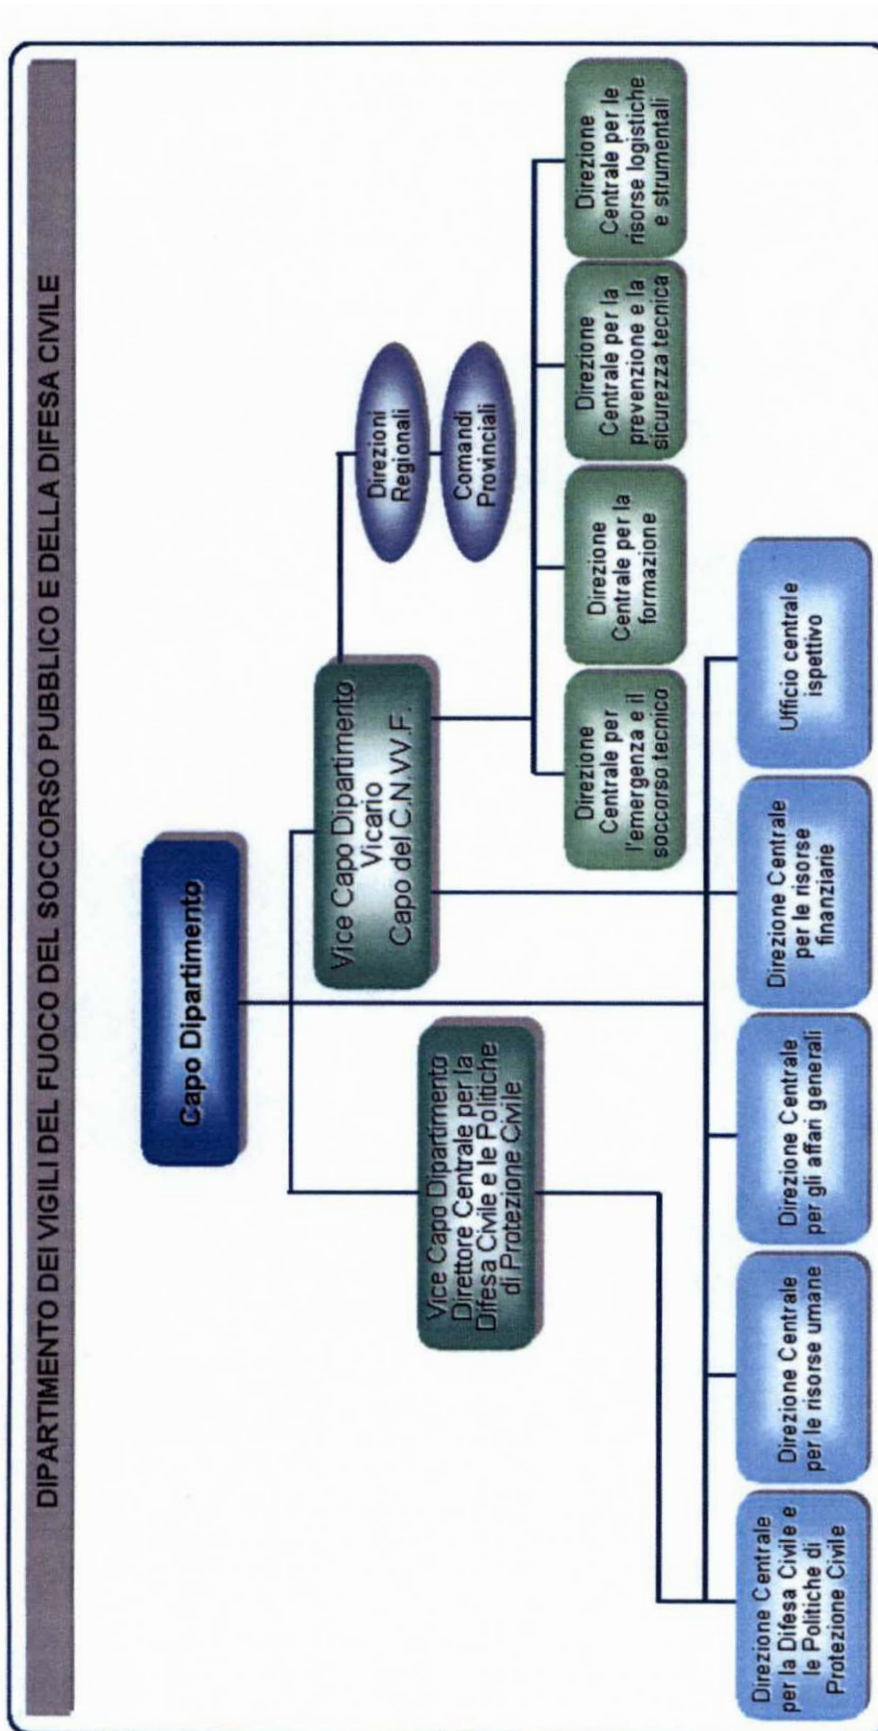 DIPARTIMENTO DEI VIGILI DEL FUOCO DEL SOCCORSO PUBBLICO E DELLA DIFESA CIVILE
Capo Dipartimento
Vice Capo Dipartimento
Direttore Centrale per la
Difesa Civile e le Politiche
di Protezione Civile
Vice Capo Dipartimento
Vicario
Capo del C.N.VV.F.
Direzioni
Regionali
Comandi
Provinciali
Direzione
Centrale per
l'emergenza e il
soccorso tecnico
Direzione
Centrale per la
formazione
Direzione
Centrale per la
prevenzione e la
sicurezza tecnica
Direzione
Centrale per le
risorse logistiche
e strumentali
Direzione Centrale
per la Difesa Civile e
le Politiche di
Protezione Civile
Direzione Centrale
per le risorse umane
Direzione Centrale
per gli affari generali
Direzione Centrale
per le risorse
finanziarie
Ufficio centrale
ispettivo